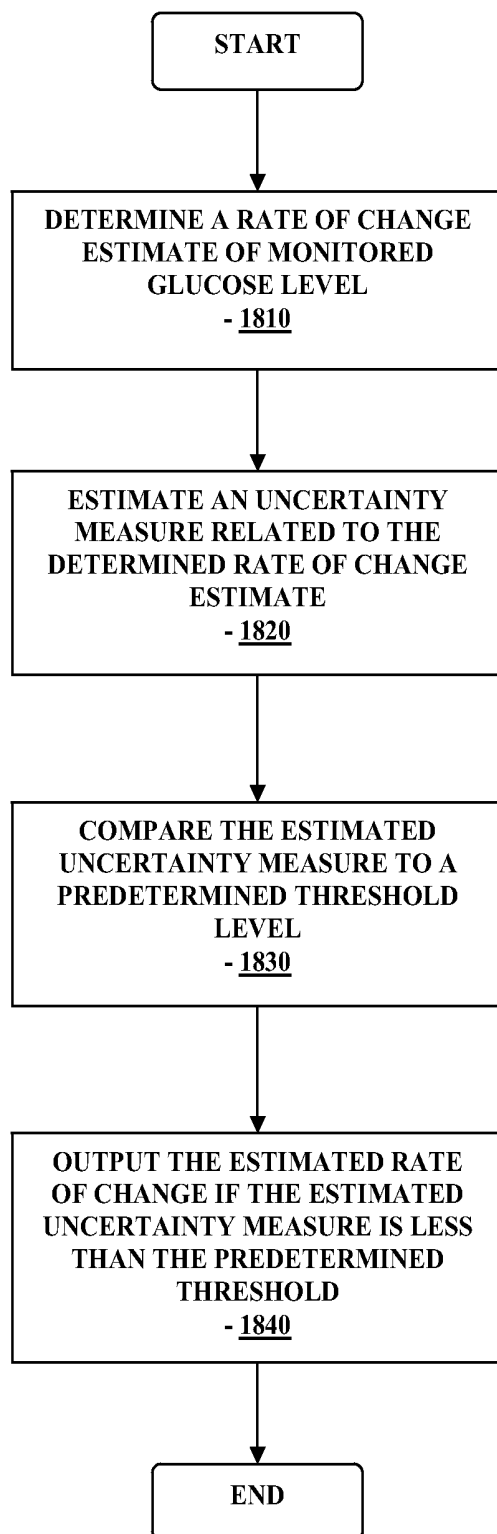 START
DETERMINE A RATE OF CHANGE
ESTIMATE OF MONITORED
GLUCOSE LEVEL
- 1810
ESTIMATE AN UNCERTAINTY
MEASURE RELATED TO THE
DETERMINED RATE OF CHANGE
ESTIMATE
- 1820
COMPARE THE ESTIMATED
UNCERTAINTY MEASURE TO A
PREDETERMINED THRESHOLD
LEVEL
- 1830
OUTPUT THE ESTIMATED RATE
OF CHANGE IF THE ESTIMATED
UNCERTAINTY MEASURE IS LESS
THAN THE PREDETERMINED
THRESHOLD
- 1840
END